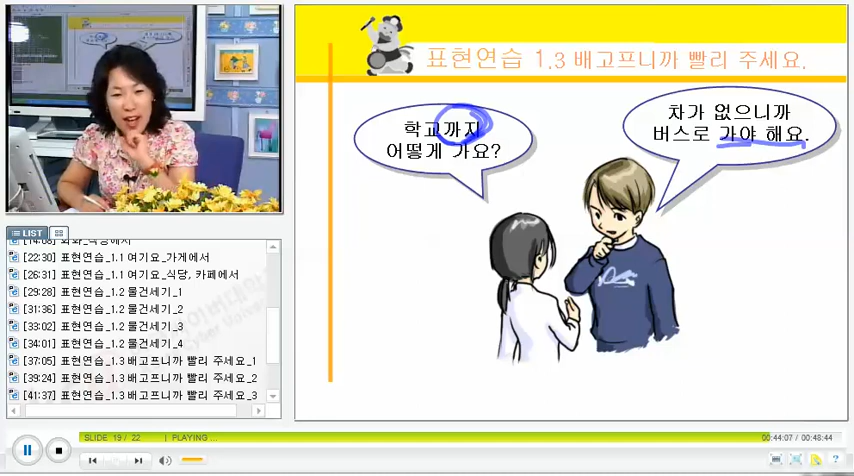 표현연습 1.3 배고프니까 빨리 주세요.
학교까지
어떻게 가요?
차가 없으니까
버스로 가야 해요.
LIST
[22:30] 표현연습_1.1 여기요_가게에서
[26:31] 표현연습_1.1 여기요_식당, 카페에서
[29:28] 표현연습_1.2 물건세기_1
[31:36] 표현연습_1.2 물건세기_2
[33:02] 표현연습_1.2 물건세기_3
[34:01] 표현연습_1.2 물건세기_4
[37:05] 표현연습_1.3 배고프니까 빨리 주세요_1
[39:24] 표현연습_1.3 배고프니까 빨리 주세요_2
[41:37] 표현연습_1.3 배고프니까 빨리 주세요_3
SLIDE 19 / 22 | PLAYING ...
00:44:07 / 00:48:44